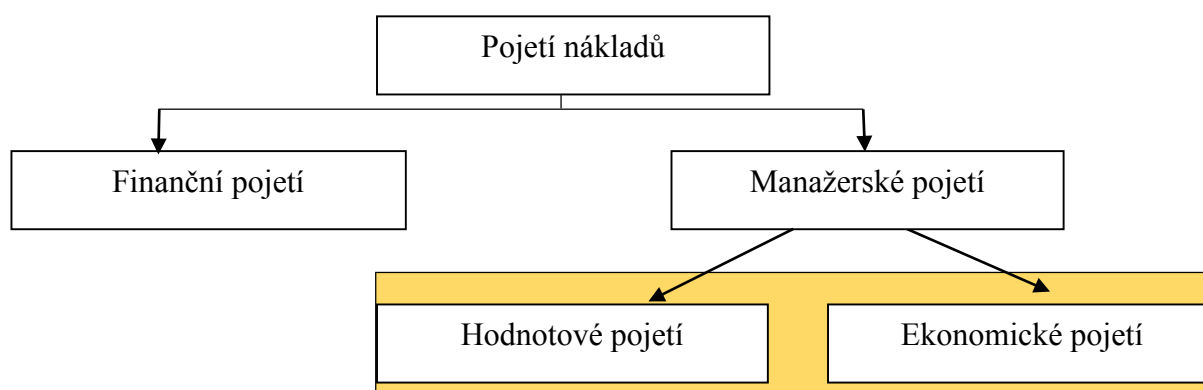 Pojetí nákladů
Finanční pojetí
Manažerské pojetí
Hodnotové pojetí
Ekonomické pojetí